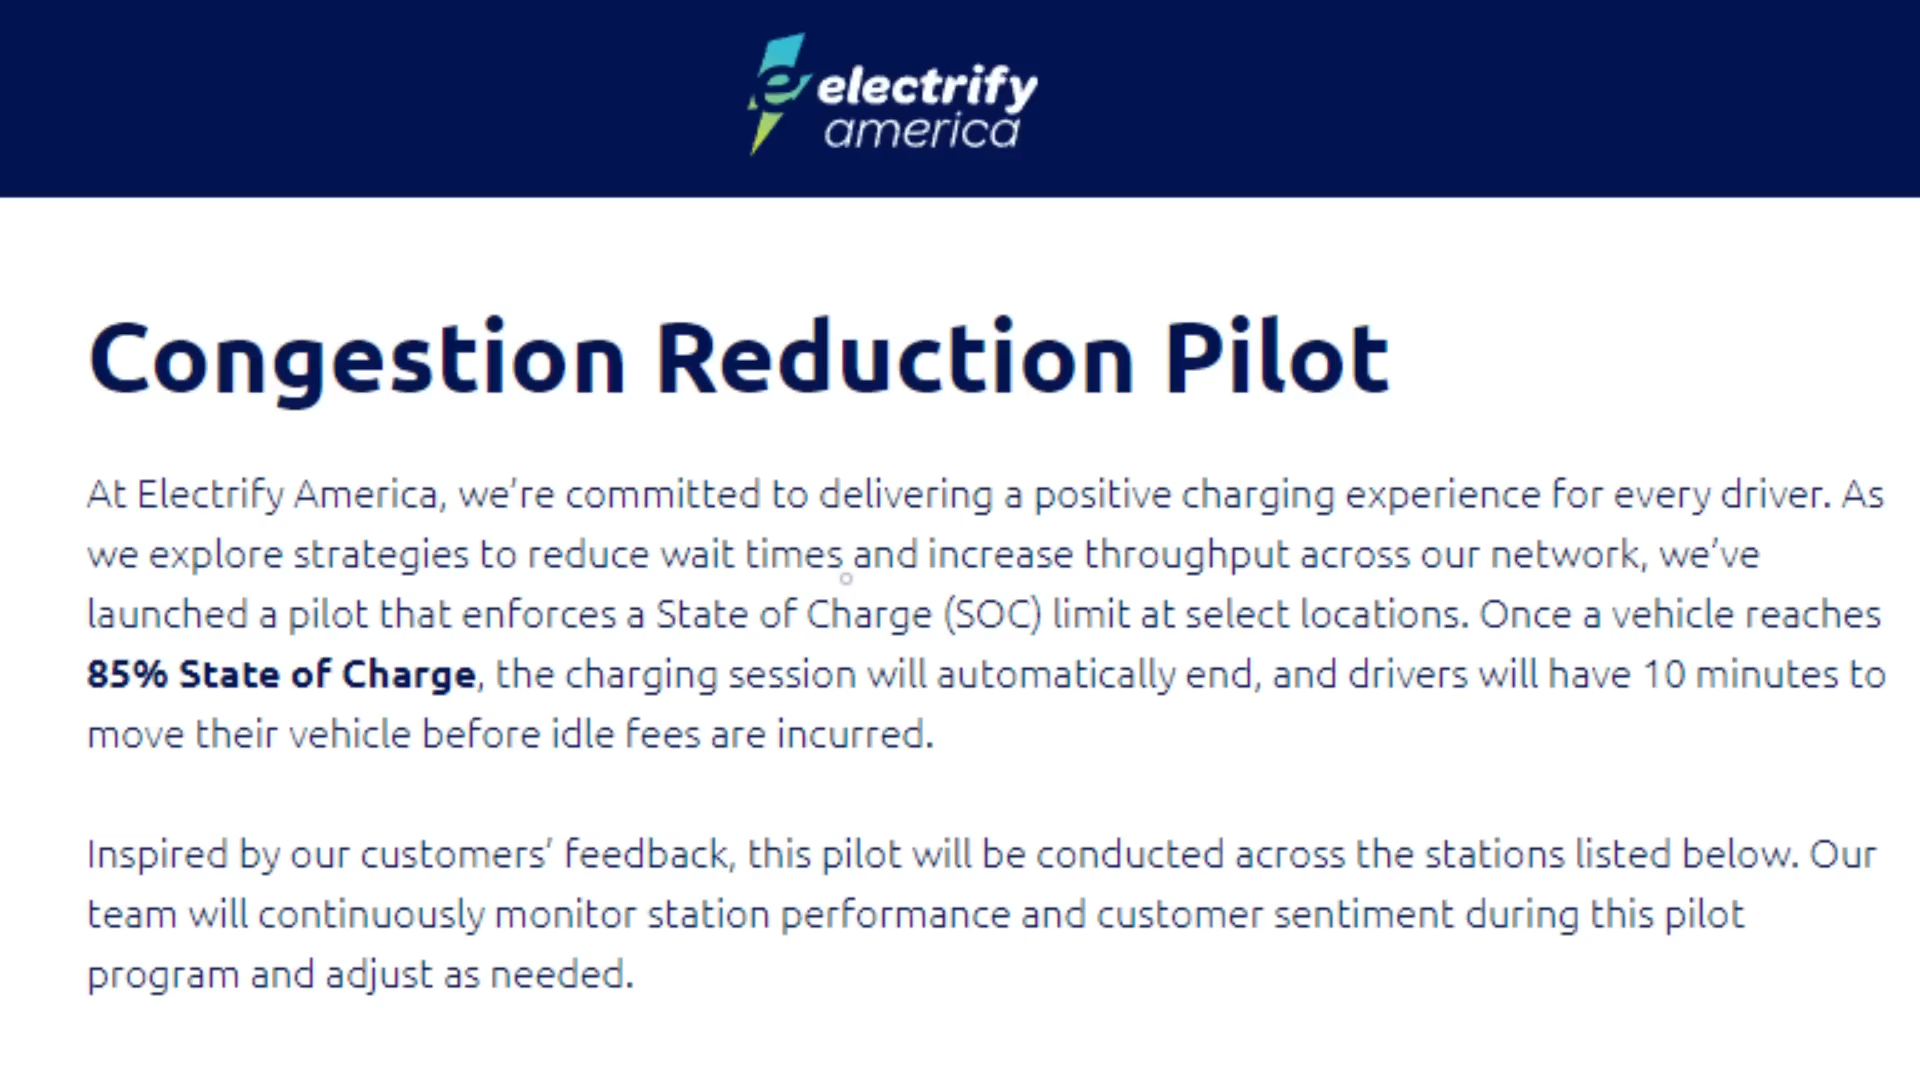 electrify
america
Congestion Reduction Pilot
At Electrify America, we’re committed to delivering a positive charging experience for every driver. As
we explore strategies to reduce wait times and increase throughput across our network, we’ve
launched a pilot that enforces a State of Charge (SOC) limit at select locations. Once a vehicle reaches
85% State of Charge, the charging session will automatically end, and drivers will have 10 minutes to
move their vehicle before idle fees are incurred.
Inspired by our customers’ feedback, this pilot will be conducted across the stations listed below. Our
team will continuously monitor station performance and customer sentiment during this pilot
program and adjust as needed.